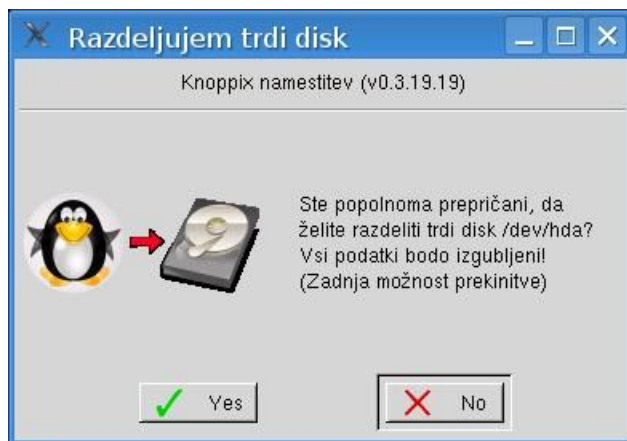 Razdeljujem trdi disk
Knoppix namestitev (v0.3.19.19)
Ste popolnoma prepričani, da
želite razdeliti trdi disk /dev/hda?
Vsi podatki bodo izgubljeni!
(Zadnja možnost prekinitve)
Yes
No